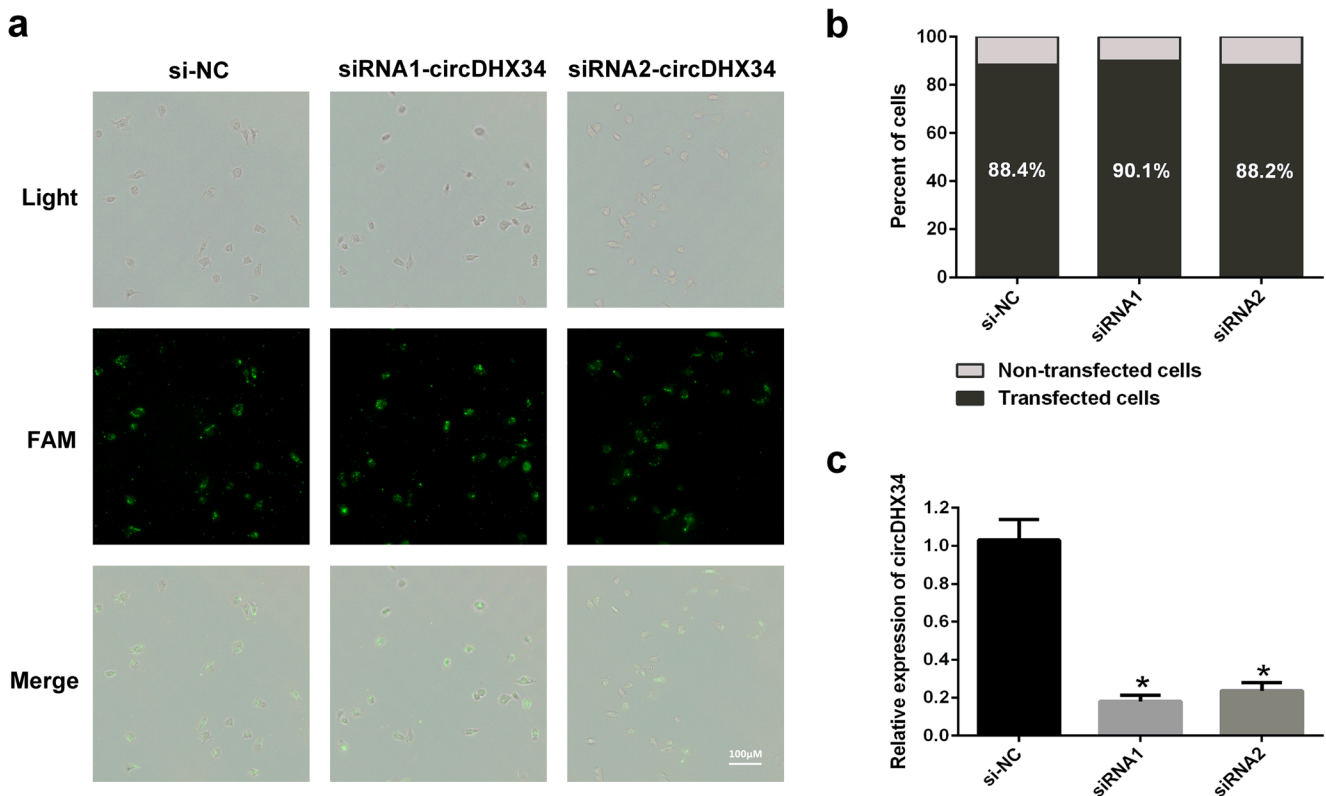 a
si-NC
siRNA1-circDHX34
siRNA2-circDHX34
Light
FAM
Merge
100μM
b
Percent of cells
100
80
60
40
20
0
88.4%
90.1%
88.2%
si-NC
siRNA1
siRNA2
Non-transfected cells
Transfected cells
c
Relative expression of circDHX34
1.2
1.0
0.8
0.6
0.4
0.2
0.0
*
*
si-NC
siRNA1
siRNA2